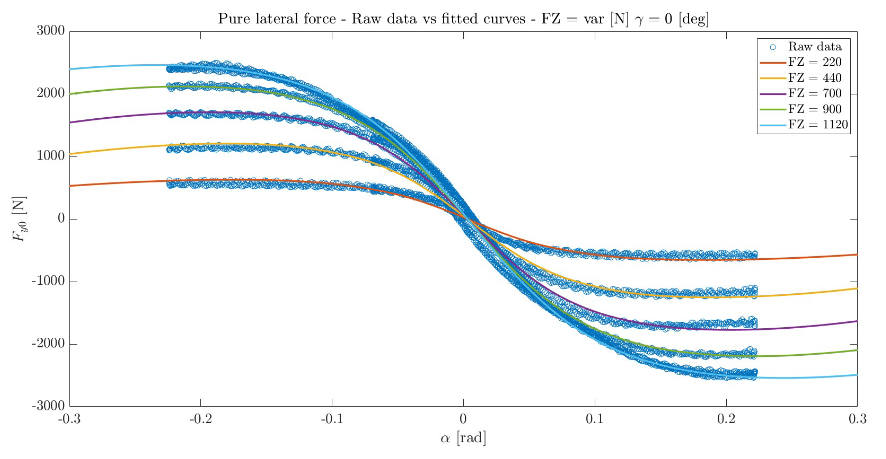 Pure lateral force - Raw data vs fitted curves - FZ = var [N] γ = 0 [deg]
3000
2000
1000
0
-1000
-2000
-3000
F_y0 [N]
-0.3
-0.2
-0.1
0
0.1
0.2
0.3
α [rad]
Raw data
FZ = 220
FZ = 440
FZ = 700
FZ = 900
FZ = 1120